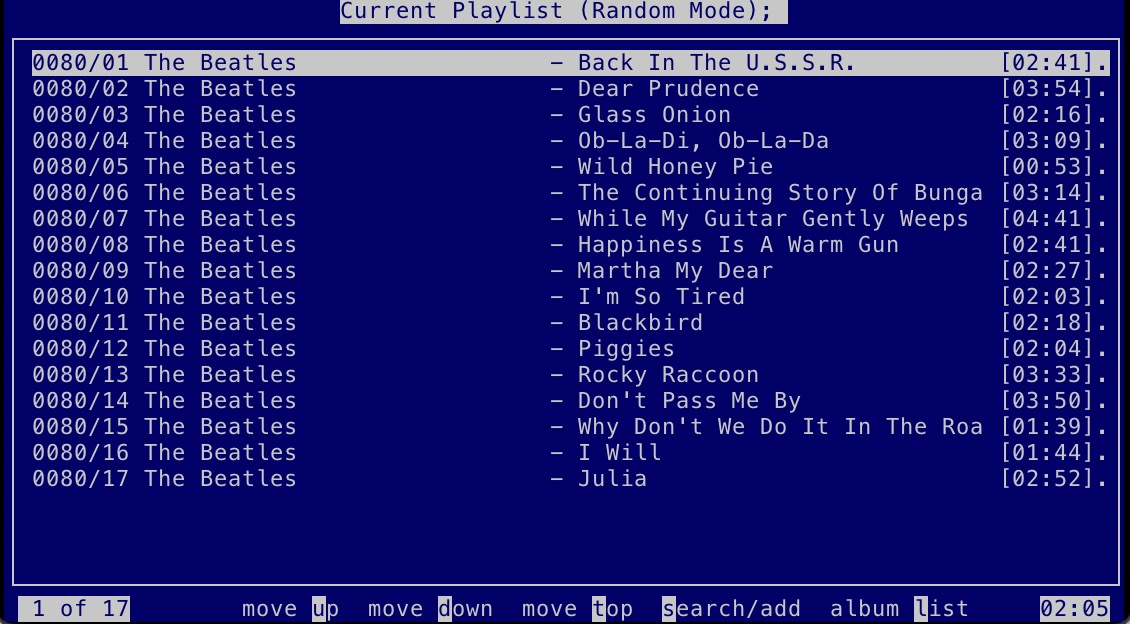 Current Playlist (Random Mode);
0080/01 The Beatles – Back In The U.S.S.R. [02:41].
0080/02 The Beatles – Dear Prudence [03:54].
0080/03 The Beatles – Glass Onion [02:16].
0080/04 The Beatles – Ob–La–Di, Ob–La–Da [03:09].
0080/05 The Beatles – Wild Honey Pie [00:53].
0080/06 The Beatles – The Continuing Story Of Bunga [03:14].
0080/07 The Beatles – While My Guitar Gently Weeps [04:41].
0080/08 The Beatles – Happiness Is A Warm Gun [02:41].
0080/09 The Beatles – Martha My Dear [02:27].
0080/10 The Beatles – I'm So Tired [02:03].
0080/11 The Beatles – Blackbird [02:18].
0080/12 The Beatles – Piggies [02:04].
0080/13 The Beatles – Rocky Raccoon [03:33].
0080/14 The Beatles – Don't Pass Me By [03:50].
0080/15 The Beatles – Why Don't We Do It In The Roa [01:39].
0080/16 The Beatles – I Will [01:44].
0080/17 The Beatles – Julia [02:52].
1 of 17 move up move down move top search/add album list 02:05